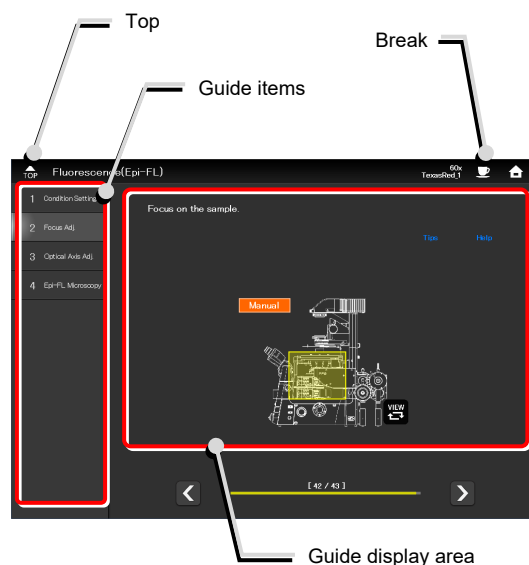 Top
Break
Guide items
TOP Fluorescence(Epi-FL) 60x
TexasRed_1
1 Condition Setting
Focus on the sample.
2 Focus Adj.
Tips Help
3 Optical Axis Adj.
4 Epi-FL Microscopy
Manual
VIEW
[ 42 / 43 ]
Guide display area